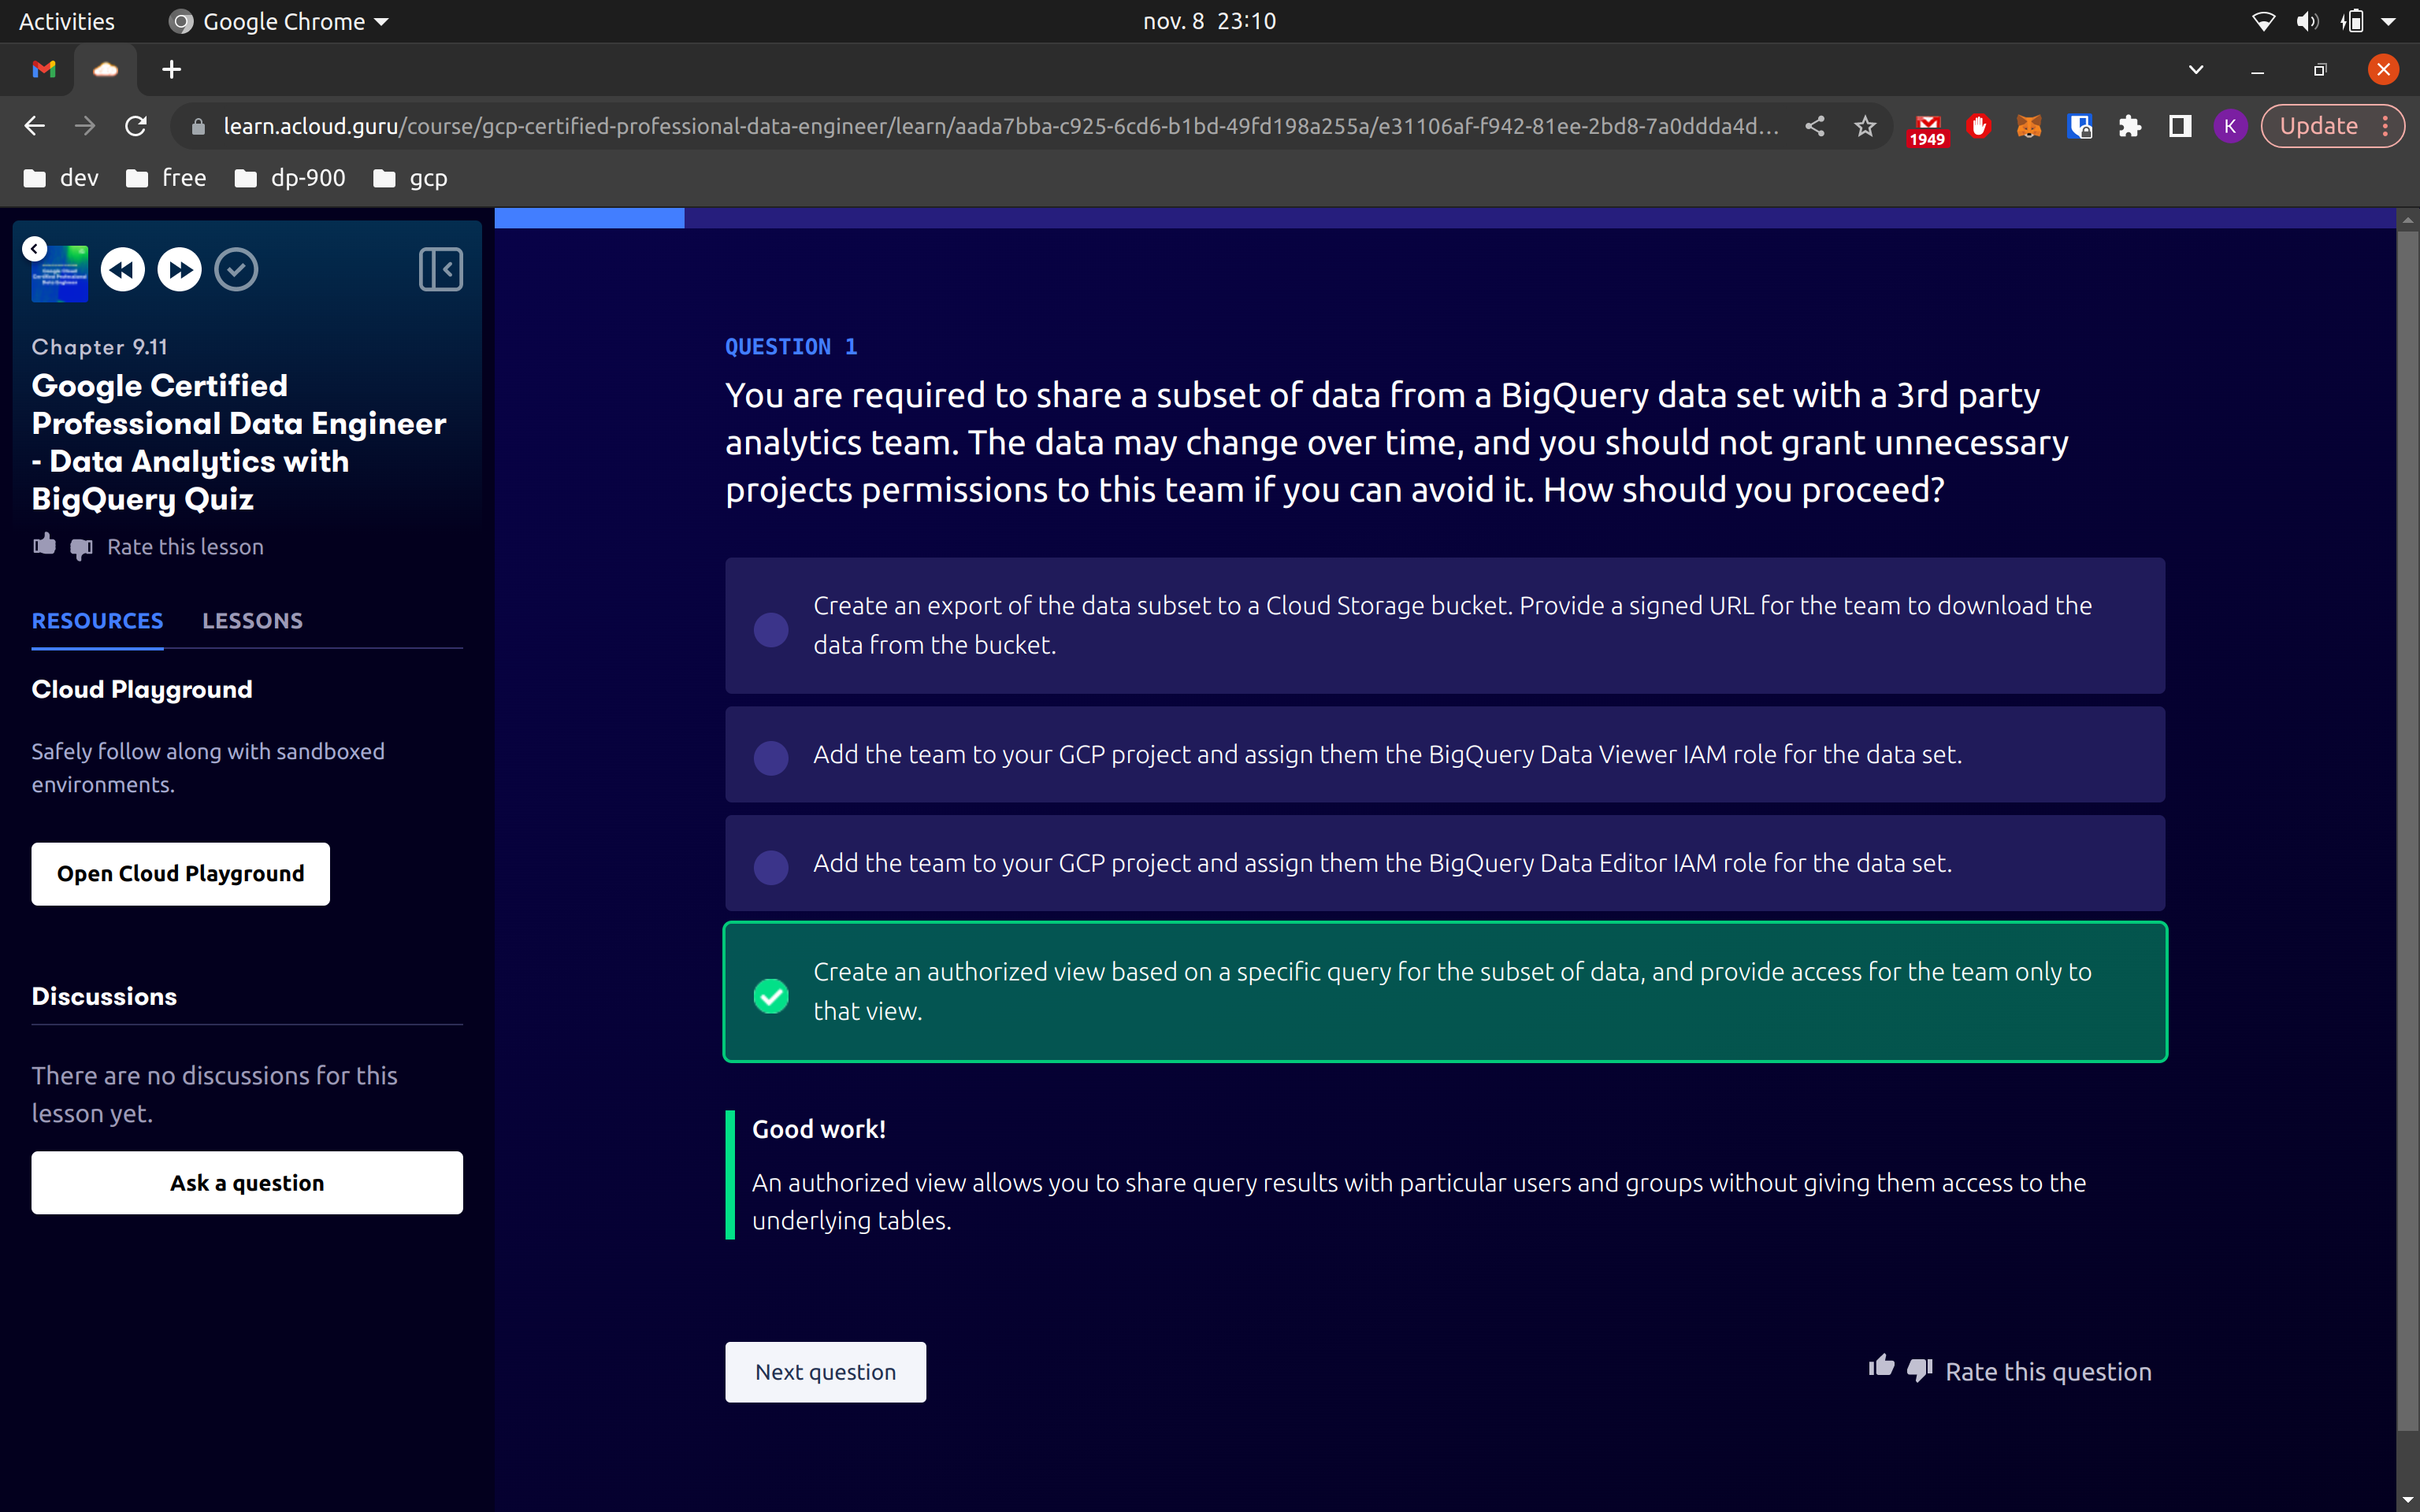 Activities
Google Chrome
nov. 8 23:10
learn.acloud.guru/course/gcp-certified-professional-data-engineer/learn/aada7bba-c925-6cd6-b1bd-49fd198a255a/e31106af-f942-81ee-2bd8-7a0ddda4d...
1949
K
Update
dev
free
dp-900
gcp
Chapter 9.11
Google Certified
Professional Data Engineer
- Data Analytics with
BigQuery Quiz
Rate this lesson
RESOURCES
LESSONS
Cloud Playground
Safely follow along with sandboxed
environments.
Open Cloud Playground
Discussions
There are no discussions for this
lesson yet.
Ask a question
QUESTION 1
You are required to share a subset of data from a BigQuery data set with a 3rd party
analytics team. The data may change over time, and you should not grant unnecessary
projects permissions to this team if you can avoid it. How should you proceed?
Create an export of the data subset to a Cloud Storage bucket. Provide a signed URL for the team to download the
data from the bucket.
Add the team to your GCP project and assign them the BigQuery Data Viewer IAM role for the data set.
Add the team to your GCP project and assign them the BigQuery Data Editor IAM role for the data set.
Create an authorized view based on a specific query for the subset of data, and provide access for the team only to
that view.
Good work!
An authorized view allows you to share query results with particular users and groups without giving them access to the
underlying tables.
Next question
Rate this question